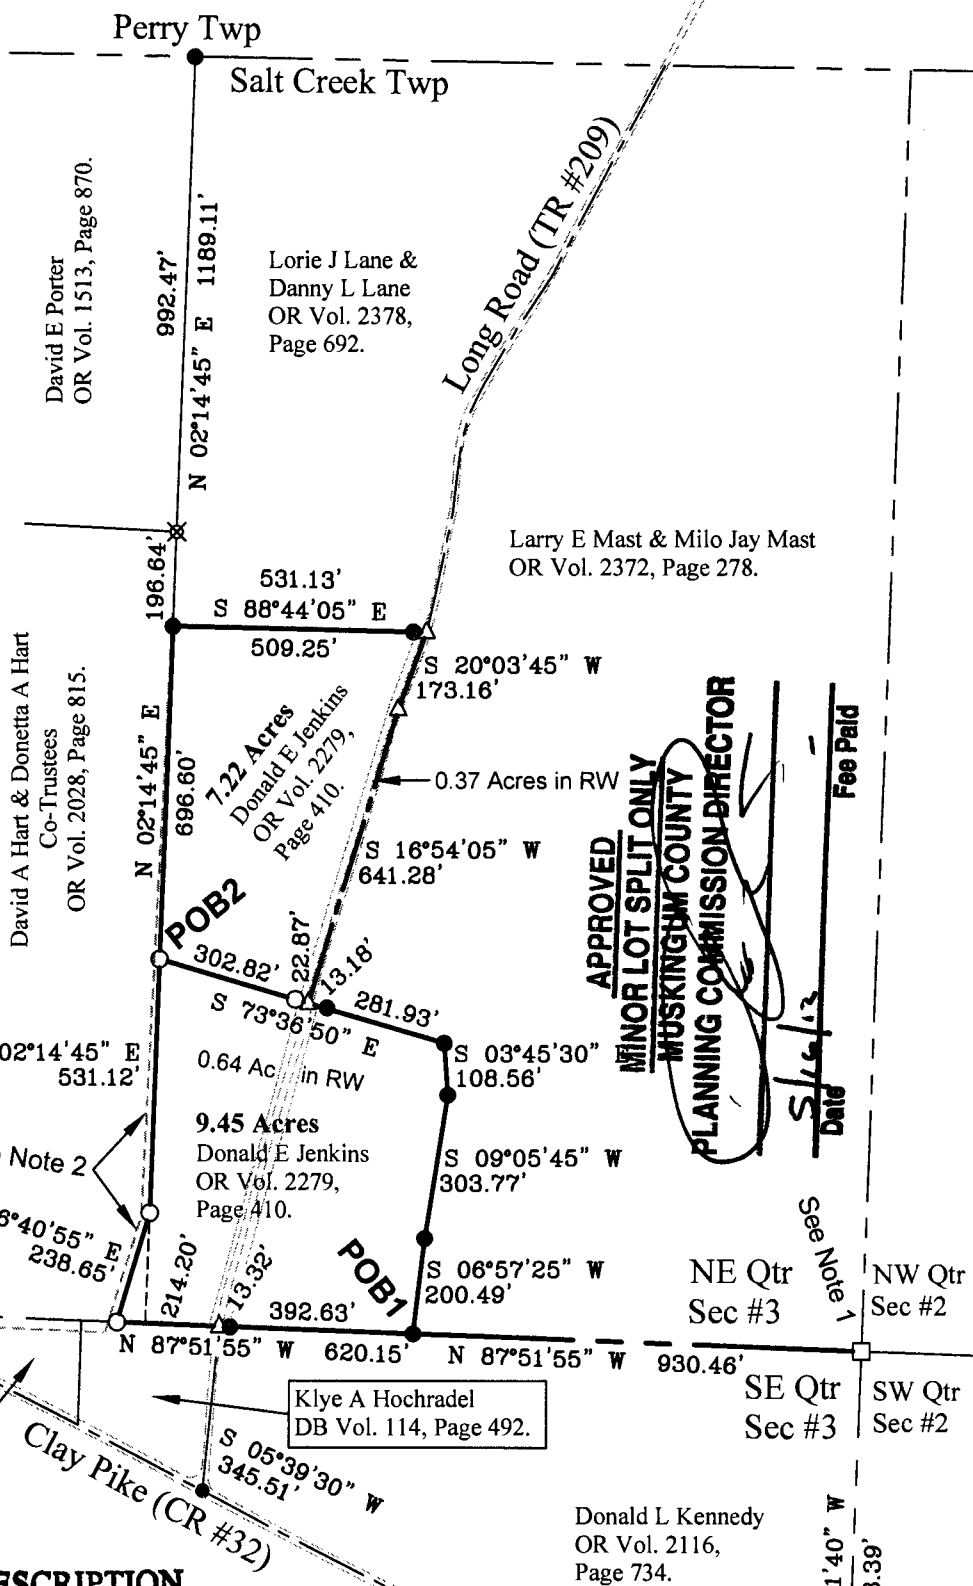 Perry Twp
Salt Creek Twp
Long Road (TR #209)
David E Porter
OR Vol. 1513, Page 870.
992.47'
N 02°14'45" E 1189.11'
Lorie J Lane &
Danny L Lane
OR Vol. 2378,
Page 692.
Larry E Mast & Milo Jay Mast
OR Vol. 2372, Page 278.
196.64'
531.13'
S 88°44'05" E
509.25'
S 20°03'45" W
173.16'
David A Hart & Donetta A Hart
Co-Trustees
OR Vol. 2028, Page 815.
N 02°14'45" E
696.60'
7.22 Acres
Donald E Jenkins
OR Vol. 2279,
Page 410.
0.37 Acres in RW
S 16°54'05" W
641.28'
APPROVED
MINOR LOT SPLIT ONLY
MUSKINGUM COUNTY
PLANNING COMMISSION DIRECTOR
Fee Paid
5/16/12
Date
POB2
302.82'
22.87'
13.18'
281.93'
S 73°36'50" E
S 03°45'30" E
108.56'
02°14'45" E
531.12'
0.64 Ac in RW
9.45 Acres
Donald E Jenkins
OR Vol. 2279,
Page 410.
S 09°05'45" W
303.77'
Note 2
6°40'55" E
238.65'
214.20'
13.32'
392.63'
POB1
S 06°57'25" W
200.49'
NE Qtr
Sec #3
See Note 1
NW Qtr
Sec #2
N 87°51'55" W
620.15'
N 87°51'55" W
930.46'
SE Qtr
Sec #3
SW Qtr
Sec #2
Klye A Hochradel
DB Vol. 114, Page 492.
Clay Pike (CR #32)
S 05°39'30" W
345.51'
Donald L Kennedy
OR Vol. 2116,
Page 734.
1'40" W
.39'
ESCRIPTION